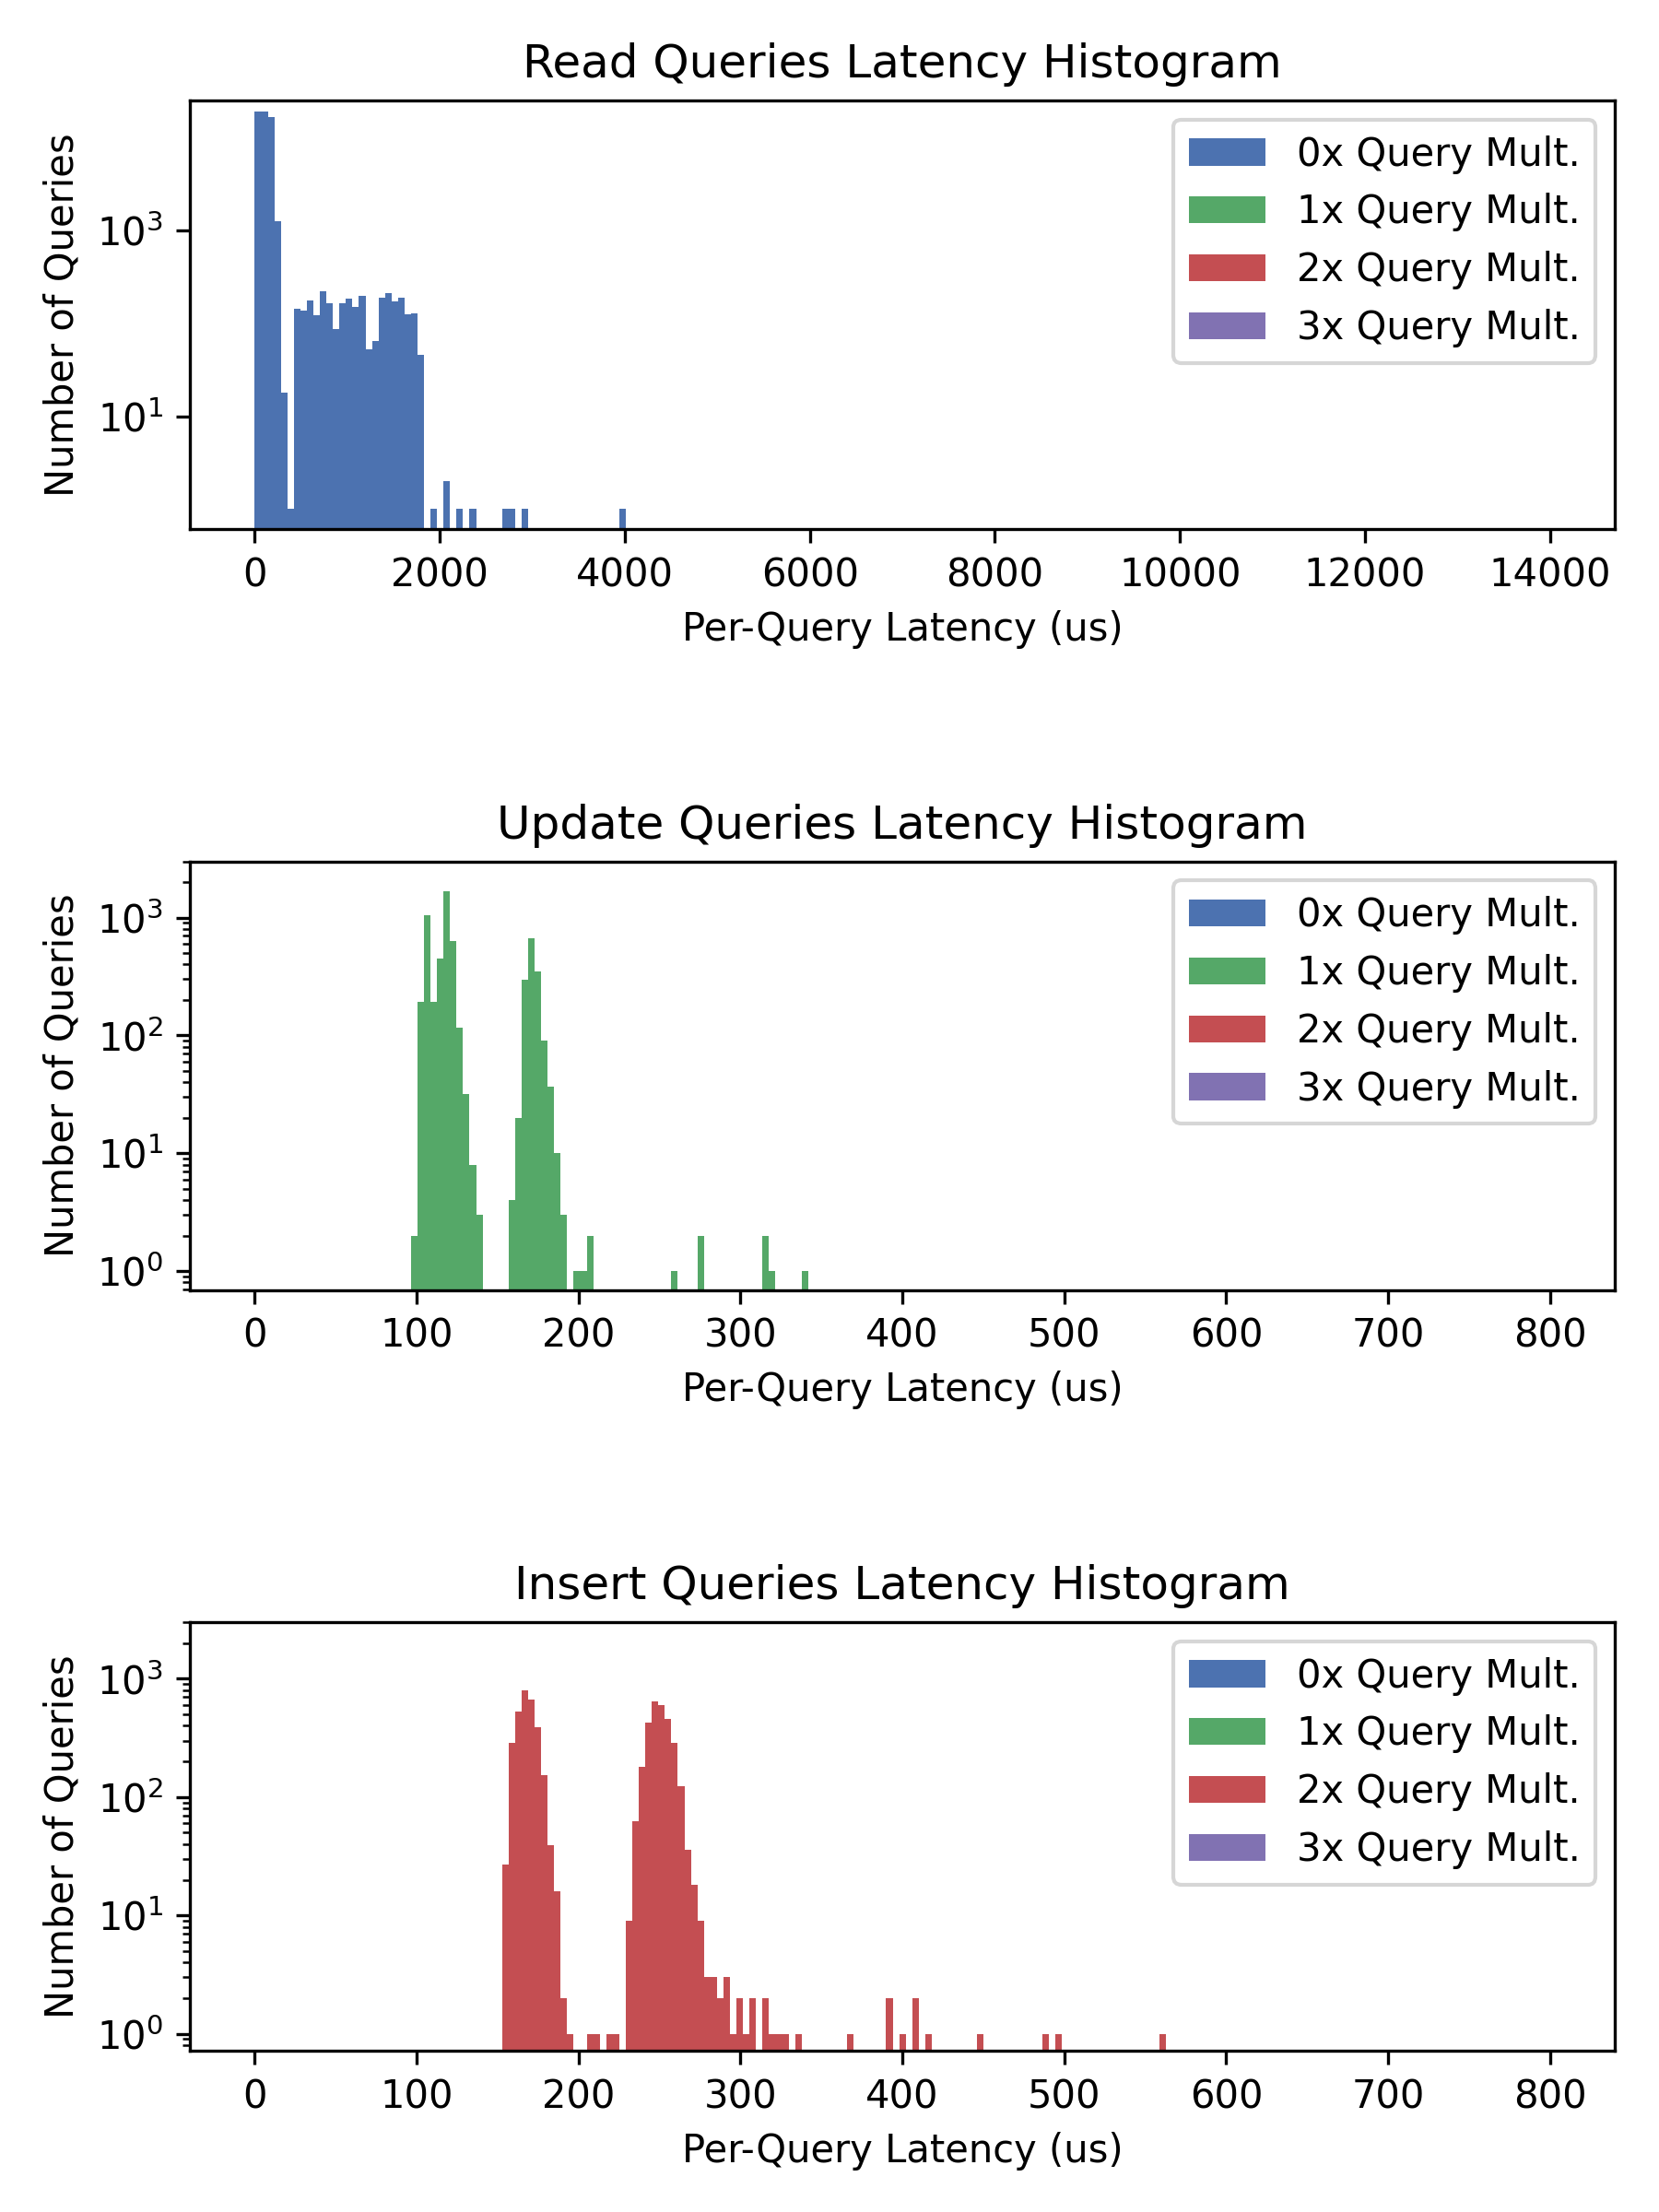 Read Queries Latency Histogram
Number of Queries
10³
10¹
0x Query Mult.
1x Query Mult.
2x Query Mult.
3x Query Mult.
0 2000 4000 6000 8000 10000 12000 14000
Per-Query Latency (us)
Update Queries Latency Histogram
Number of Queries
10³
10²
10¹
10⁰
0x Query Mult.
1x Query Mult.
2x Query Mult.
3x Query Mult.
0 100 200 300 400 500 600 700 800
Per-Query Latency (us)
Insert Queries Latency Histogram
Number of Queries
10³
10²
10¹
10⁰
0x Query Mult.
1x Query Mult.
2x Query Mult.
3x Query Mult.
0 100 200 300 400 500 600 700 800
Per-Query Latency (us)